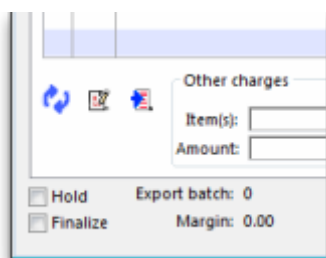 Other charges
Item(s):
Amount:
Hold Export batch: 0
Finalize Margin: 0.00